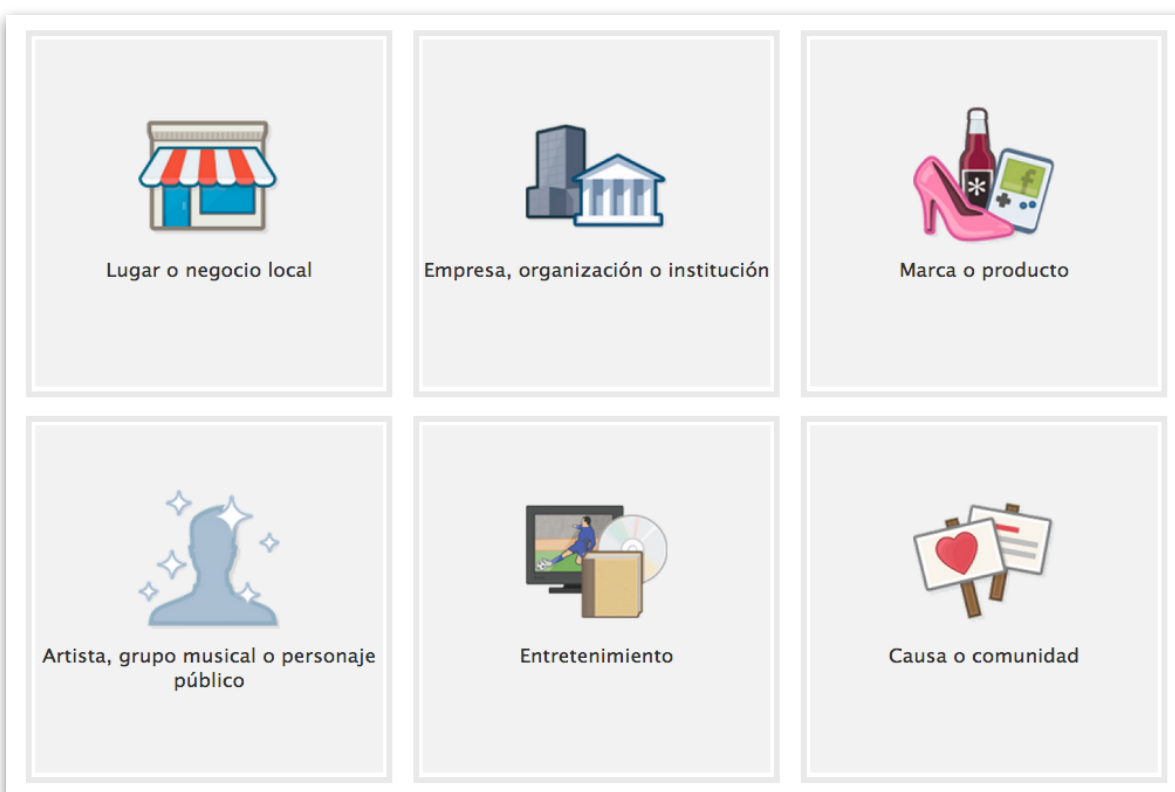 Lugar o negocio local
Empresa, organización o institución
Marca o producto
Artista, grupo musical o personaje
público
Entretenimiento
Causa o comunidad